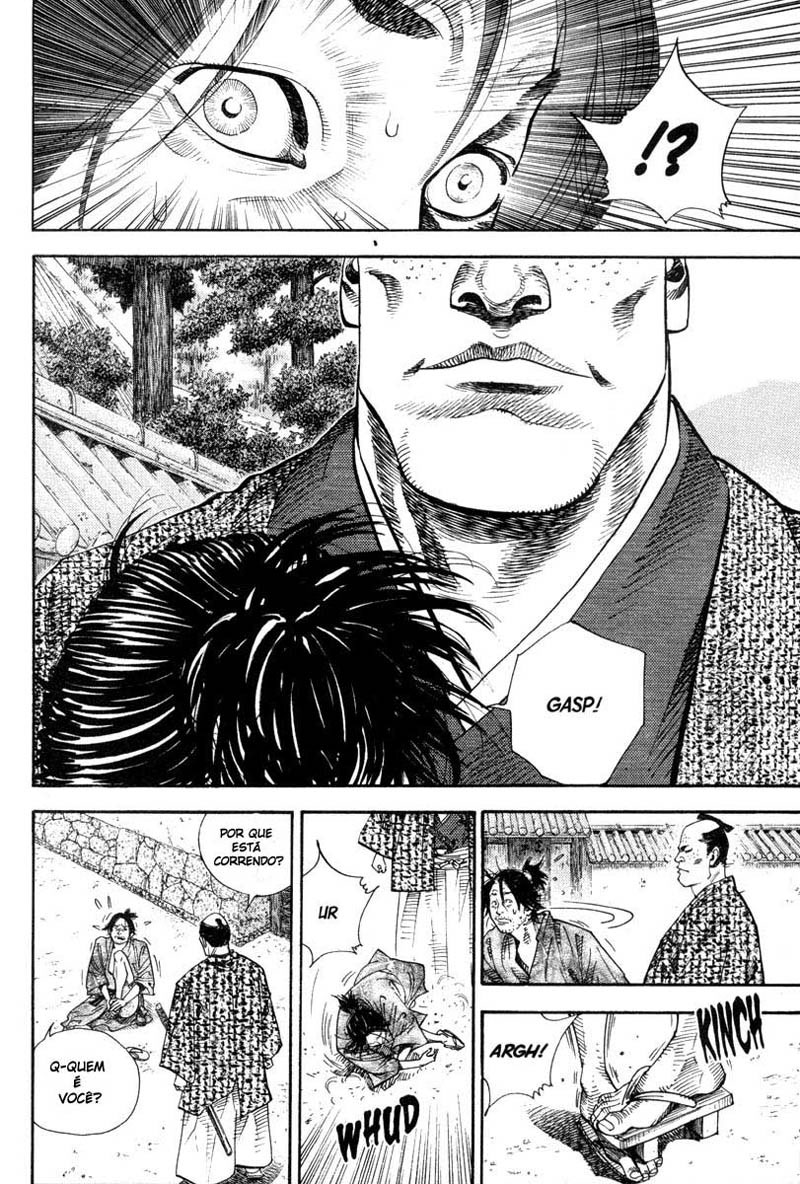 !?
GASP!
KINCH
ARGH!
UR
WHUD
POR QUE
ESTÁ
CORRENDO?
Q-QUEM
É
VOCÊ?